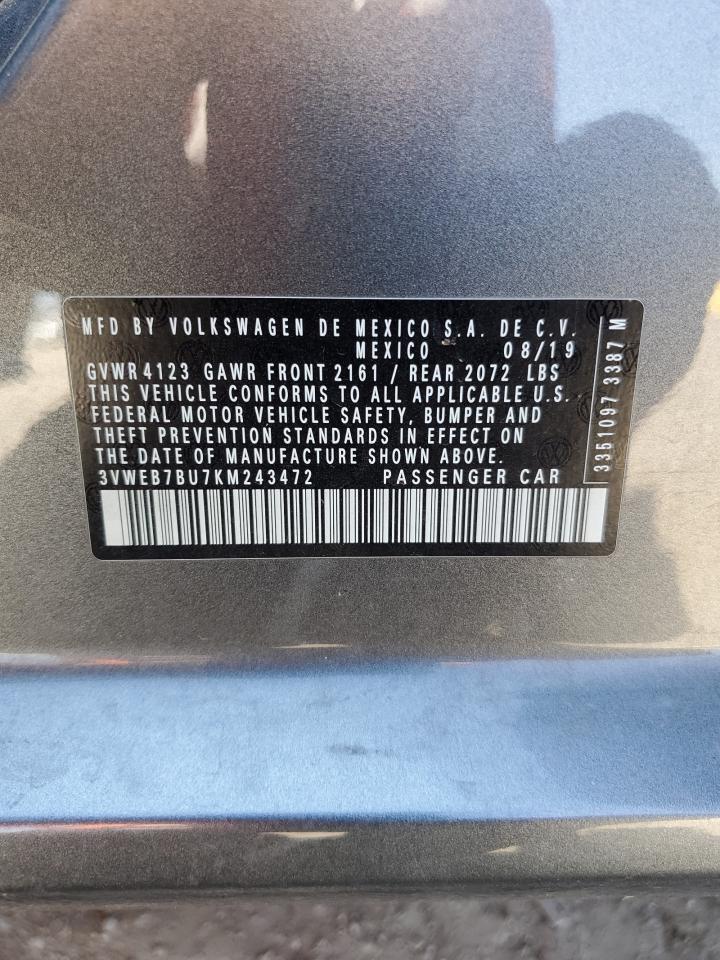 MFD BY VOLKSWAGEN DE MEXICO S.A. DE C.V.
MEXICO 08/19
GVWR 4123 GAWR FRONT 2161 / REAR 2072 LBS
THIS VEHICLE CONFORMS TO ALL APPLICABLE U.S.
FEDERAL MOTOR VEHICLE SAFETY, BUMPER AND
THEFT PREVENTION STANDARDS IN EFFECT ON
THE DATE OF MANUFACTURE SHOWN ABOVE.
3VWEB7BU7KM243472 PASSENGER CAR
3351097 3387 M